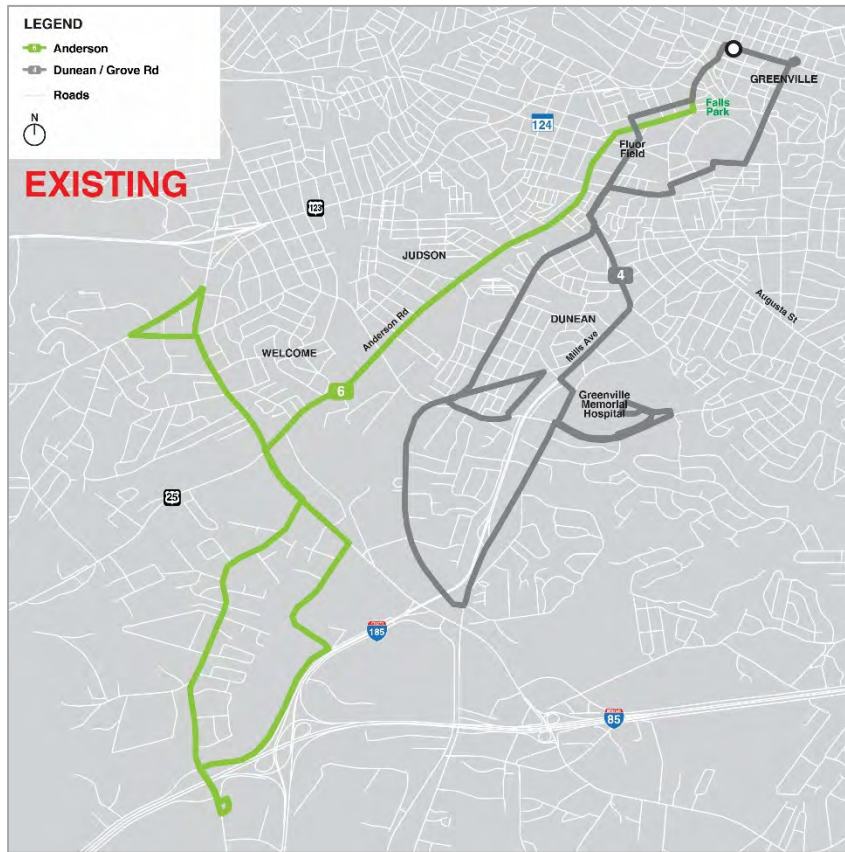 LEGEND
6 Anderson
4 Dunean / Grove Rd
Roads
N
EXISTING
GREENVILLE
Falls
Park
124
Fluor
Field
123
JUDSON
4
Augusta St
DUNEAN
Anderson Rd
Mills Ave
WELCOME
6
Greenville
Memorial
Hospital
25
185
85